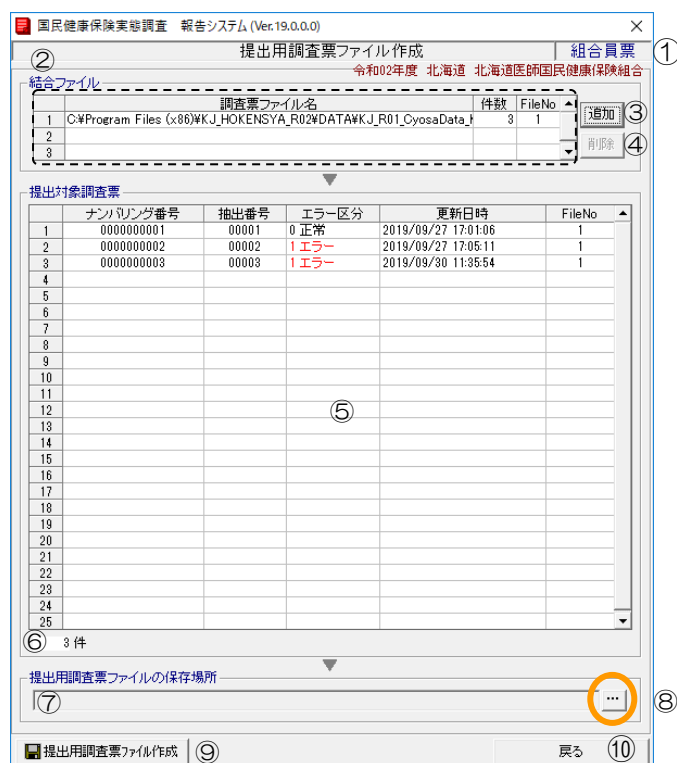 国民健康保険実態調査　報告システム (Ver.19.0.0.0)
提出用調査票ファイル作成 組合員票 ①
② 令和02年度 北海道 北海道医師国民健康保険組合
結合ファイル
調査票ファイル名 件数 FileNo
1 C:¥Program Files (x86)¥KJ_HOKENSYA_R02¥DATA¥KJ_R01_CyosaData_ 3 1
2
3
追加 ③
削除 ④
提出対象調査票
ナンバリング番号 抽出番号 エラー区分 更新日時 FileNo
1 0000000001 00001 0 正常 2019/09/27 17:01:06 1
2 0000000002 00002 1 エラー 2019/09/27 17:05:11 1
3 0000000003 00003 1 エラー 2019/09/30 11:35:54 1
4
5
6
7
8
9
10
11
12 ⑤
13
14
15
16
17
18
19
20
21
22
23
24
25
⑥ 3 件
提出用調査票ファイルの保存場所
⑦ ... ⑧
提出用調査票ファイル作成 ⑨ 戻る ⑩